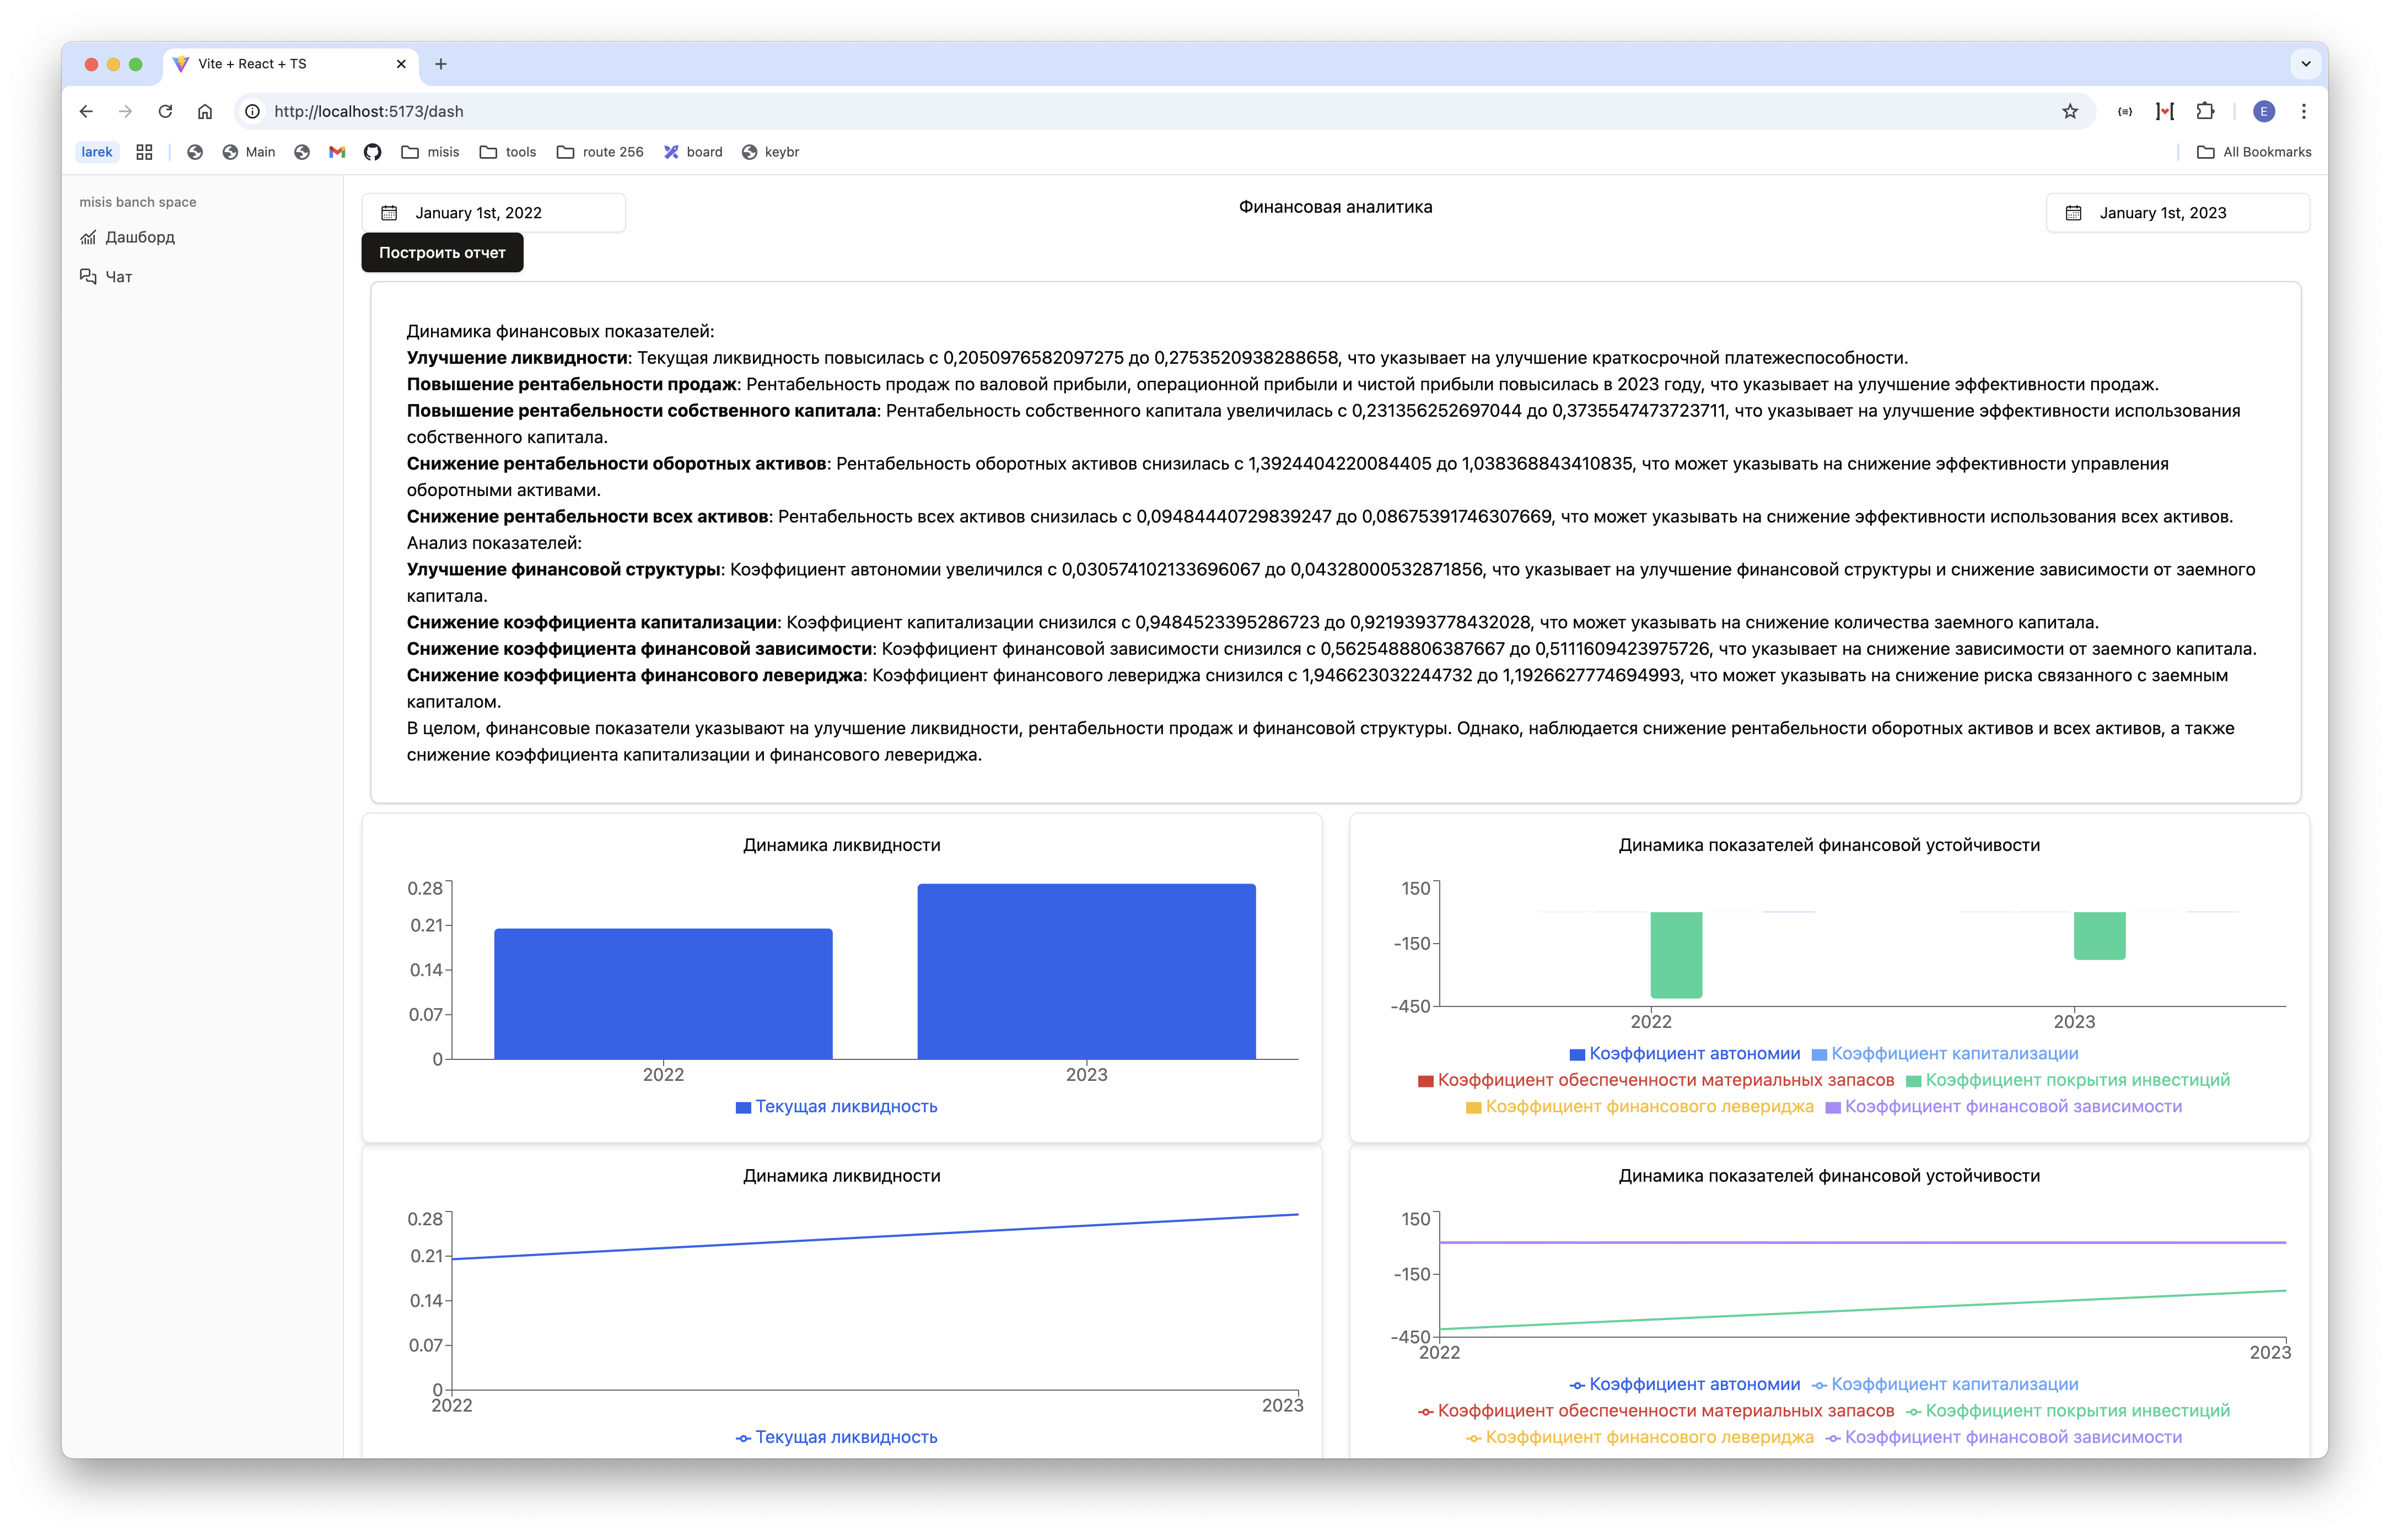 Vite + React + TS
http://localhost:5173/dash
E
larek
Main
misis
tools
route 256
board
keybr
All Bookmarks
misis banch space
Дашборд
Чат
January 1st, 2022
Финансовая аналитика
January 1st, 2023
Построить отчет
Динамика финансовых показателей:
Улучшение ликвидности: Текущая ликвидность повысилась с 0,2050976582097275 до 0,2753520938288658, что указывает на улучшение краткосрочной платежеспособности.
Повышение рентабельности продаж: Рентабельность продаж по валовой прибыли, операционной прибыли и чистой прибыли повысилась в 2023 году, что указывает на улучшение эффективности продаж.
Повышение рентабельности собственного капитала: Рентабельность собственного капитала увеличилась с 0,231356252697044 до 0,3735547473723711, что указывает на улучшение эффективности использования
собственного капитала.
Снижение рентабельности оборотных активов: Рентабельность оборотных активов снизилась с 1,3924404220084405 до 1,038368843410835, что может указывать на снижение эффективности управления
оборотными активами.
Снижение рентабельности всех активов: Рентабельность всех активов снизилась с 0,09484440729839247 до 0,08675391746307669, что может указывать на снижение эффективности использования всех активов.
Анализ показателей:
Улучшение финансовой структуры: Коэффициент автономии увеличился с 0,030574102133696067 до 0,04328000532871856, что указывает на улучшение финансовой структуры и снижение зависимости от заемного
капитала.
Снижение коэффициента капитализации: Коэффициент капитализации снизился с 0,9484523395286723 до 0,9219393778432028, что может указывать на снижение количества заемного капитала.
Снижение коэффициента финансовой зависимости: Коэффициент финансовой зависимости снизился с 0,5625488806387667 до 0,5111609423975726, что указывает на снижение зависимости от заемного капитала.
Снижение коэффициента финансового левериджа: Коэффициент финансового левериджа снизился с 1,946623032244732 до 1,1926627774694993, что может указывать на снижение риска связанного с заемным
капиталом.
В целом, финансовые показатели указывают на улучшение ликвидности, рентабельности продаж и финансовой структуры. Однако, наблюдается снижение рентабельности оборотных активов и всех активов, а также
снижение коэффициента капитализации и финансового левериджа.
Динамика ликвидности
0.28
0.21
0.14
0.07
0
2022 2023
Текущая ликвидность
Динамика показателей финансовой устойчивости
150
-150
-450
2022 2023
Коэффициент автономии Коэффициент капитализации
Коэффициент обеспеченности материальных запасов Коэффициент покрытия инвестиций
Коэффициент финансового левериджа Коэффициент финансовой зависимости
Динамика ликвидности
0.28
0.21
0.14
0.07
0
2022 2023
Текущая ликвидность
Динамика показателей финансовой устойчивости
150
-150
-450
2022 2023
Коэффициент автономии Коэффициент капитализации
Коэффициент обеспеченности материальных запасов Коэффициент покрытия инвестиций
Коэффициент финансового левериджа Коэффициент финансовой зависимости